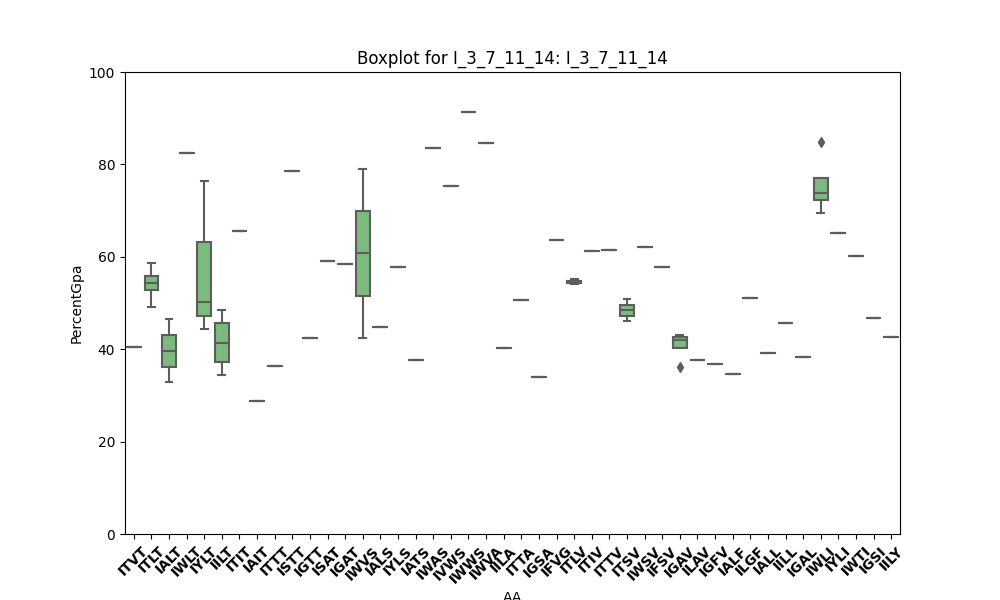 Boxplot for I_3_7_11_14: I_3_7_11_14
PercentGpa
100
80
60
40
20
0
ITVT ITLT IALT IWLT IYLT IILT ITIT IAIT ITTT ISTT IGTT ISAT IGAT IWVS IALS IYLS IATS IWAS IVWS IWWS IWVA IILA ITTA IGSA IFVG ITLV ITIV ITTV ITSV IWSV IFSV IGAV ILAV IGFV IALF ILGF IALL IILL IGAL IWLI IYLI IWTI IGSI IILY
AA